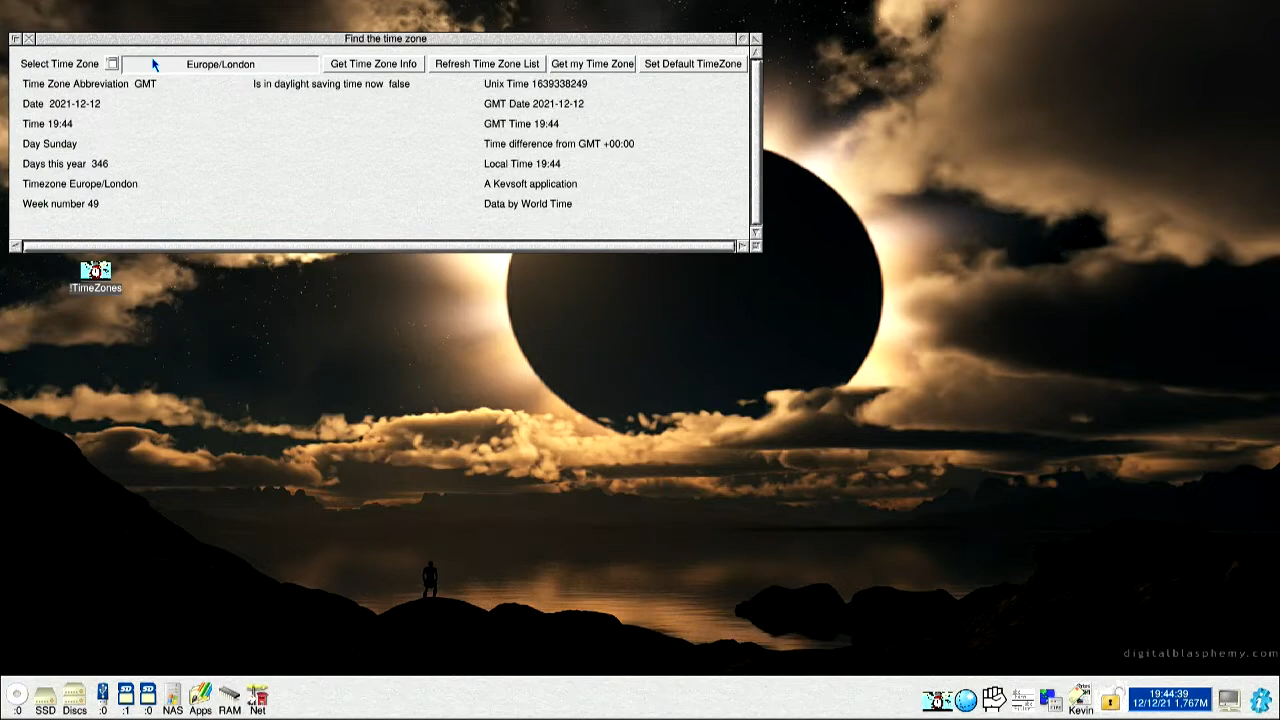 Find the time zone
Select Time Zone Europe/London Get Time Zone Info Refresh Time Zone List Get my Time Zone Set Default TimeZone
Time Zone Abbreviation GMT Is in daylight saving time now false Unix Time 1639338249
Date 2021-12-12 GMT Date 2021-12-12
Time 19:44 GMT Time 19:44
Day Sunday Time difference from GMT +00:00
Days this year 346 Local Time 19:44
Timezone Europe/London A Kevsoft application
Week number 49 Data by World Time
!TimeZones
digitalblasphemy.com
SD SD 19:44:39
:0 SSD Discs :0 :1 :0 NAS Apps RAM Net Kevin 12/12/21 1,767M